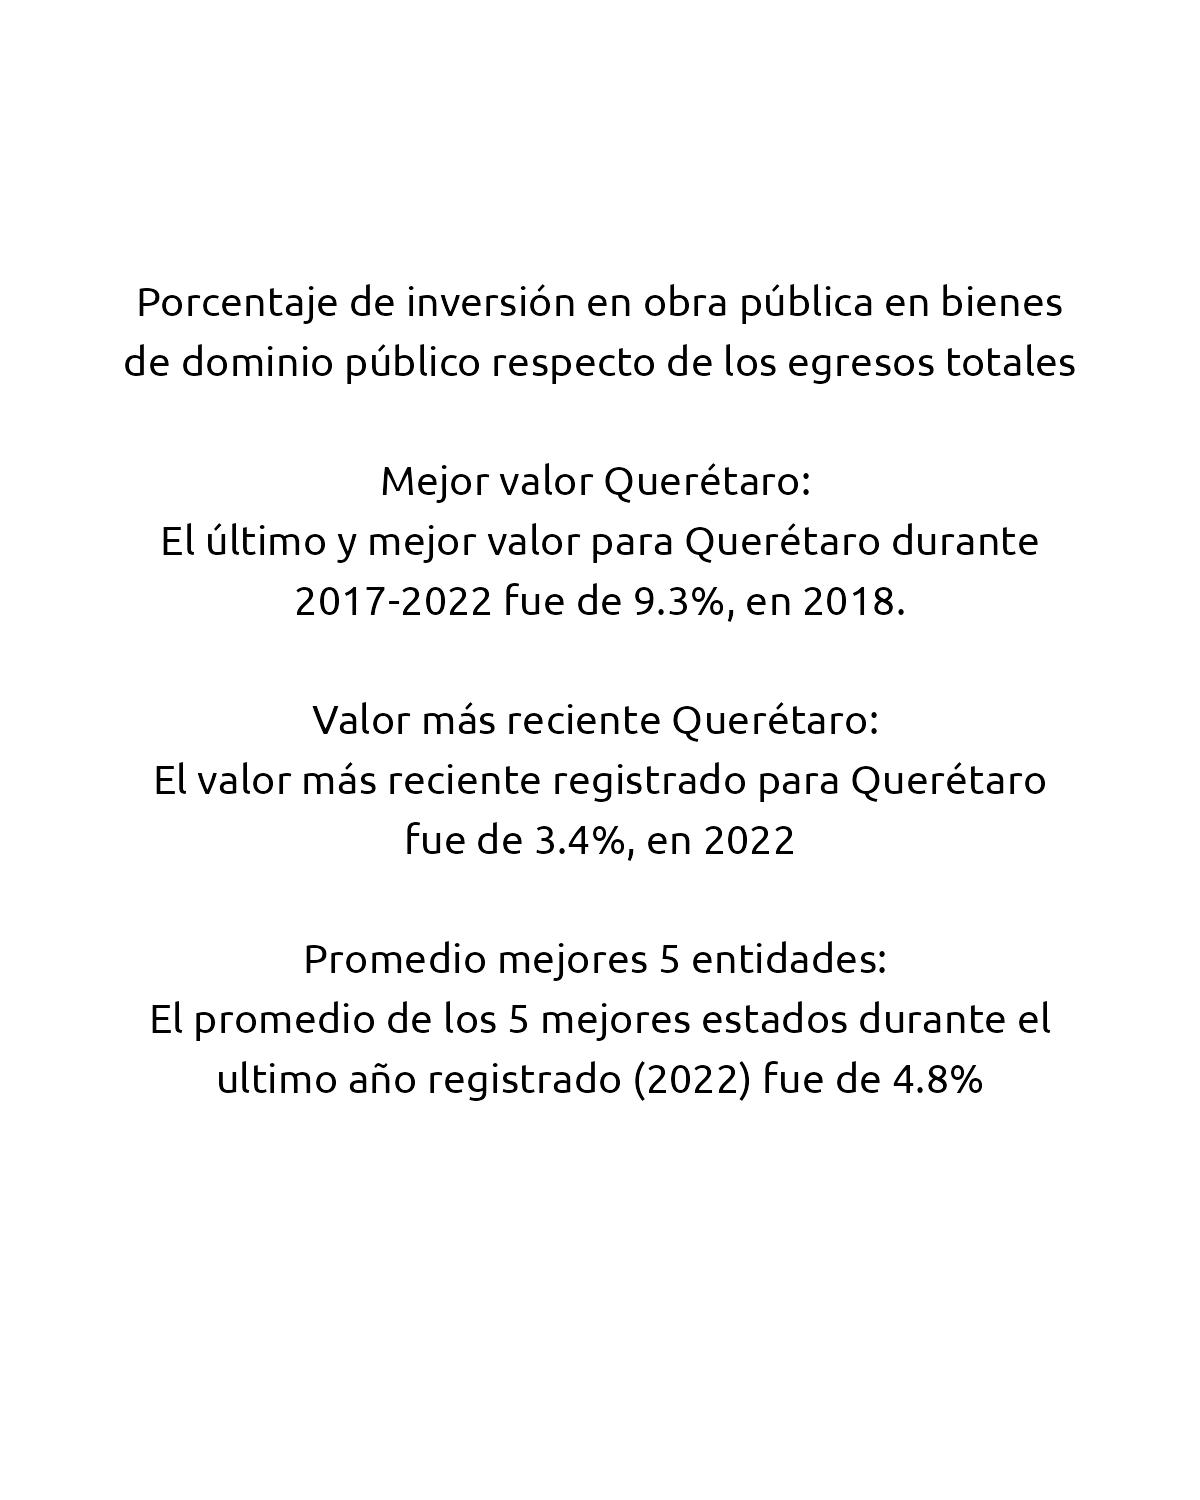 Porcentaje de inversión en obra pública en bienes
de dominio público respecto de los egresos totales
Mejor valor Querétaro:
El último y mejor valor para Querétaro durante
2017-2022 fue de 9.3%, en 2018.
Valor más reciente Querétaro:
El valor más reciente registrado para Querétaro
fue de 3.4%, en 2022
Promedio mejores 5 entidades:
El promedio de los 5 mejores estados durante el
ultimo año registrado (2022) fue de 4.8%